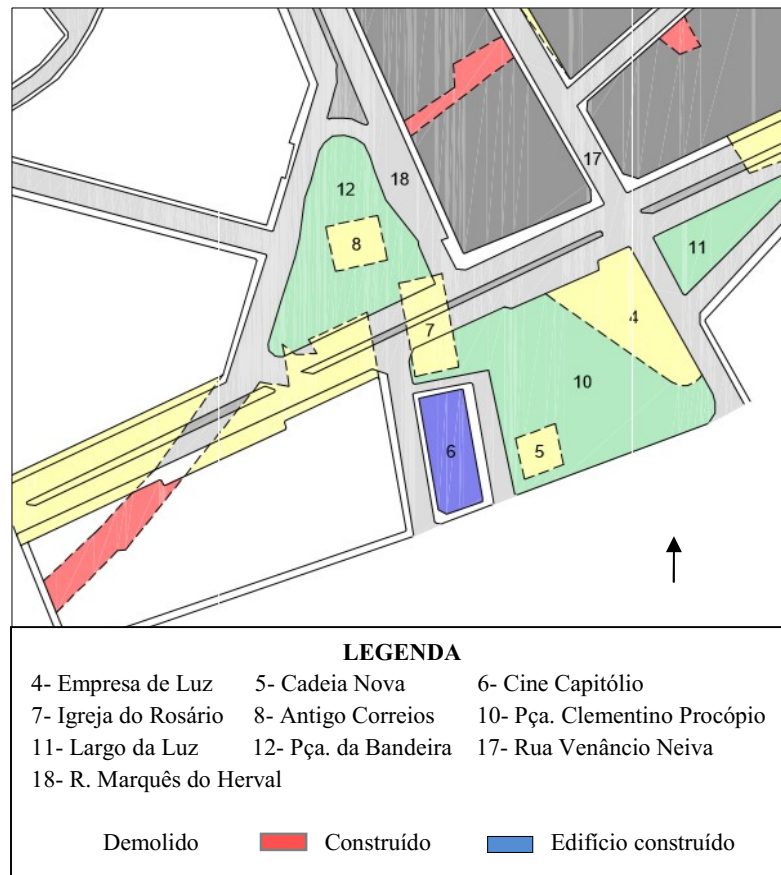 17
12
18
8
11
7
4
10
6
5
LEGENDA
4- Empresa de Luz 5- Cadeia Nova 6- Cine Capitólio
7- Igreja do Rosário 8- Antigo Correios 10- Pça. Clementino Procópio
11- Largo da Luz 12- Pça. da Bandeira 17- Rua Venâncio Neiva
18- R. Marquês do Herval
Demolido Construído Edifício construído